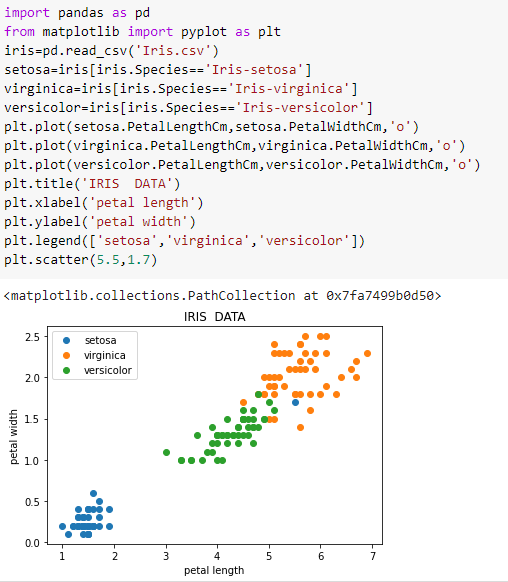 import pandas as pd
from matplotlib import pyplot as plt
iris=pd.read_csv('Iris.csv')
setosa=iris[iris.Species=='Iris-setosa']
virginica=iris[iris.Species=='Iris-virginica']
versicolor=iris[iris.Species=='Iris-versicolor']
plt.plot(setosa.PetalLengthCm,setosa.PetalWidthCm,'o')
plt.plot(virginica.PetalLengthCm,virginica.PetalWidthCm,'o')
plt.plot(versicolor.PetalLengthCm,versicolor.PetalWidthCm,'o')
plt.title('IRIS  DATA')
plt.xlabel('petal length')
plt.ylabel('petal width')
plt.legend(['setosa','virginica','versicolor'])
plt.scatter(5.5,1.7)
<matplotlib.collections.PathCollection at 0x7fa7499b0d50>
IRIS  DATA
setosa
virginica
versicolor
petal width
2.5
2.0
1.5
1.0
0.5
0.0
1 2 3 4 5 6 7
petal length